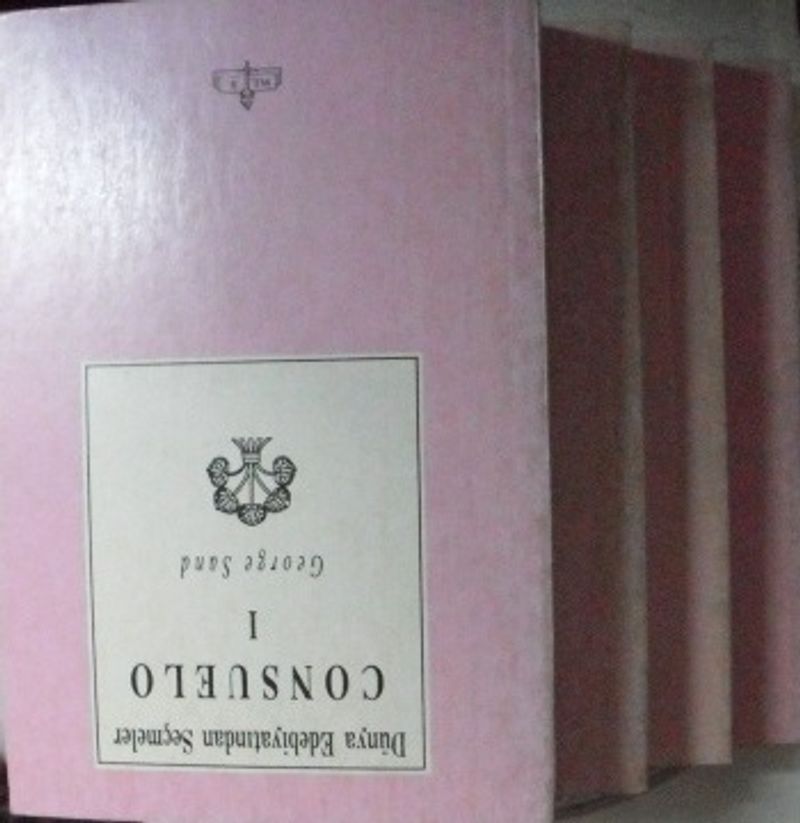 Dünya Edebiyatından Seçmeler
CONSUELO
I
George Sand